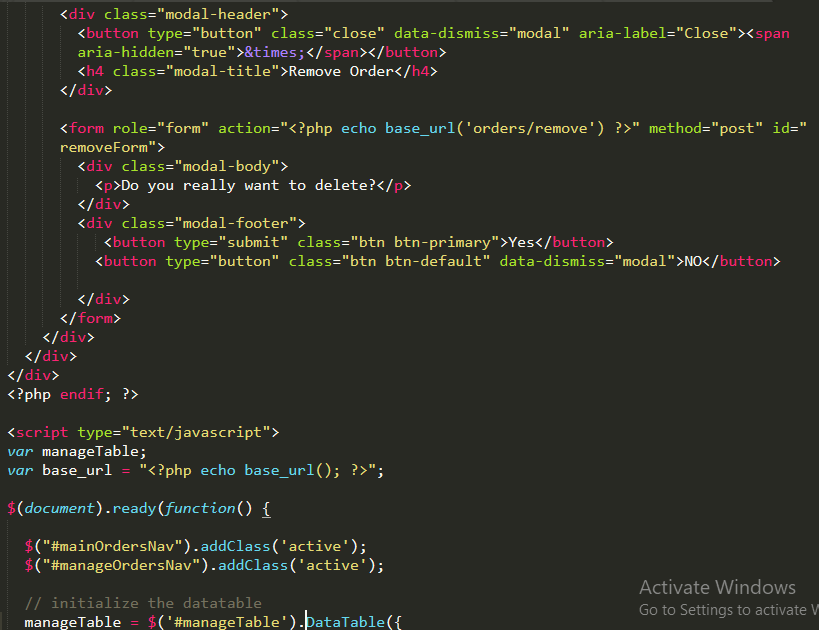 <div class="modal-header">
<button type="button" class="close" data-dismiss="modal" aria-label="Close"><span
aria-hidden="true">&times;</span></button>
<h4 class="modal-title">Remove Order</h4>
</div>
<form role="form" action="<?php echo base_url('orders/remove') ?>" method="post" id="
removeForm">
<div class="modal-body">
<p>Do you really want to delete?</p>
</div>
<div class="modal-footer">
<button type="submit" class="btn btn-primary">Yes</button>
<button type="button" class="btn btn-default" data-dismiss="modal">NO</button>
</div>
</form>
</div>
</div>
</div>
<?php endif; ?>
<script type="text/javascript">
var manageTable;
var base_url = "<?php echo base_url(); ?>";
$(document).ready(function() {
$("#mainOrdersNav").addClass('active');
$("#manageOrdersNav").addClass('active');
// initialize the datatable
manageTable = $('#manageTable').DataTable({
Activate Windows
Go to Settings to activate W